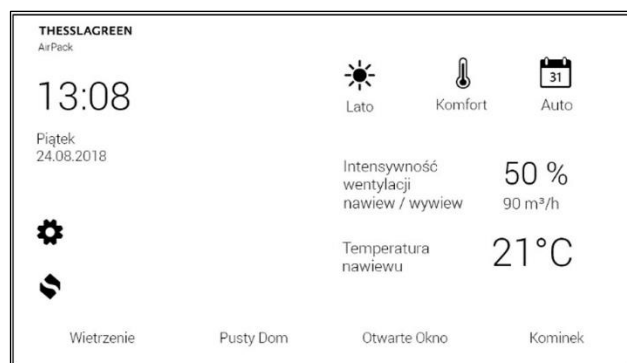 THESSLAGREEN
AirPack
13:08
Piątek
24.08.2018
Lato
Komfort
31
Auto
Intensywność
wentylacji
nawiew / wywiew
50 %
90 m³/h
Temperatura
nawiewu
21°C
Wietrzenie
Pusty Dom
Otwarte Okno
Kominek